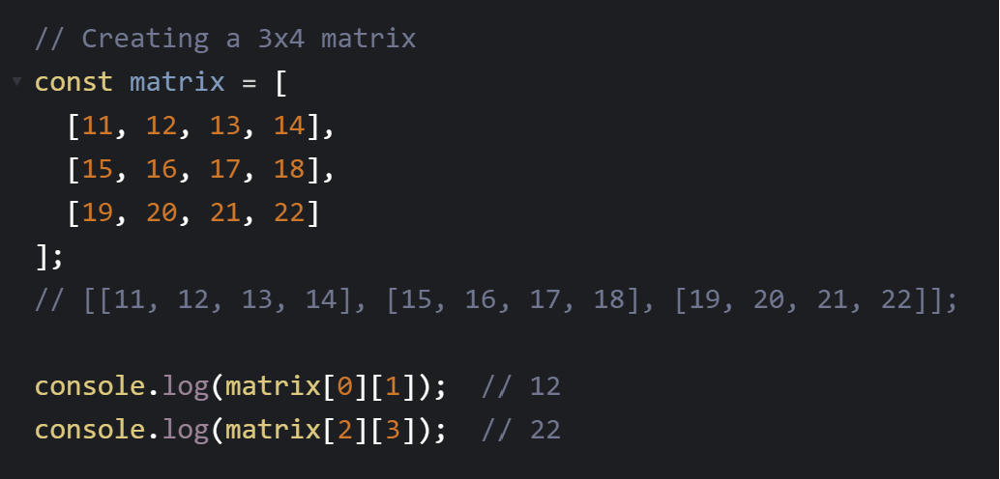 // Creating a 3x4 matrix
const matrix = [
  [11, 12, 13, 14],
  [15, 16, 17, 18],
  [19, 20, 21, 22]
];
// [[11, 12, 13, 14], [15, 16, 17, 18], [19, 20, 21, 22]];

console.log(matrix[0][1]);  // 12
console.log(matrix[2][3]);  // 22